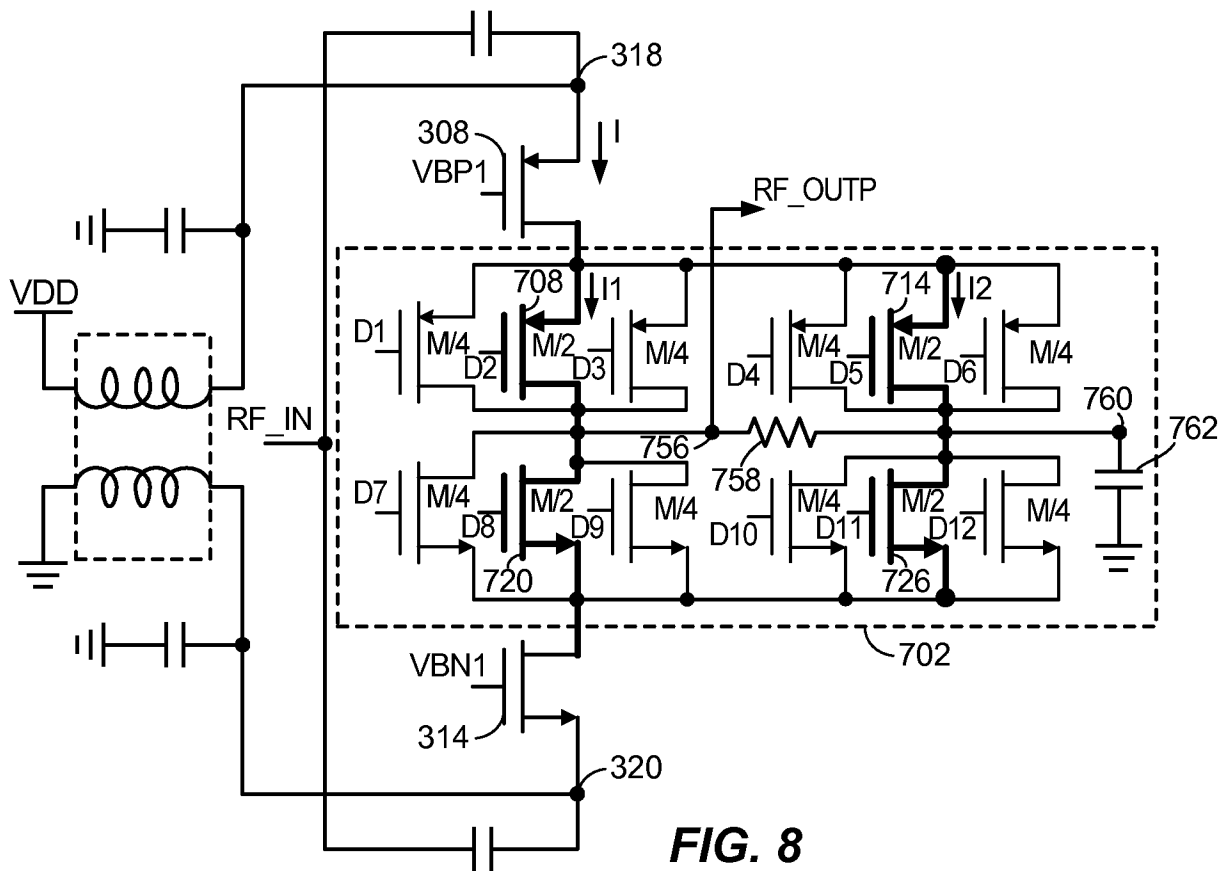 318
308
I
VBP1
RF_OUTP
VDD
708
I1
714
I2
D1
M/4
D2
M/2
D3
M/4
D4
M/4
D5
M/2
D6
M/4
RF_IN
756
758
760
762
D7
M/4
D8
M/2
D9
M/4
D10
M/4
D11
M/2
D12
M/4
720
726
702
VBN1
314
320
FIG. 8